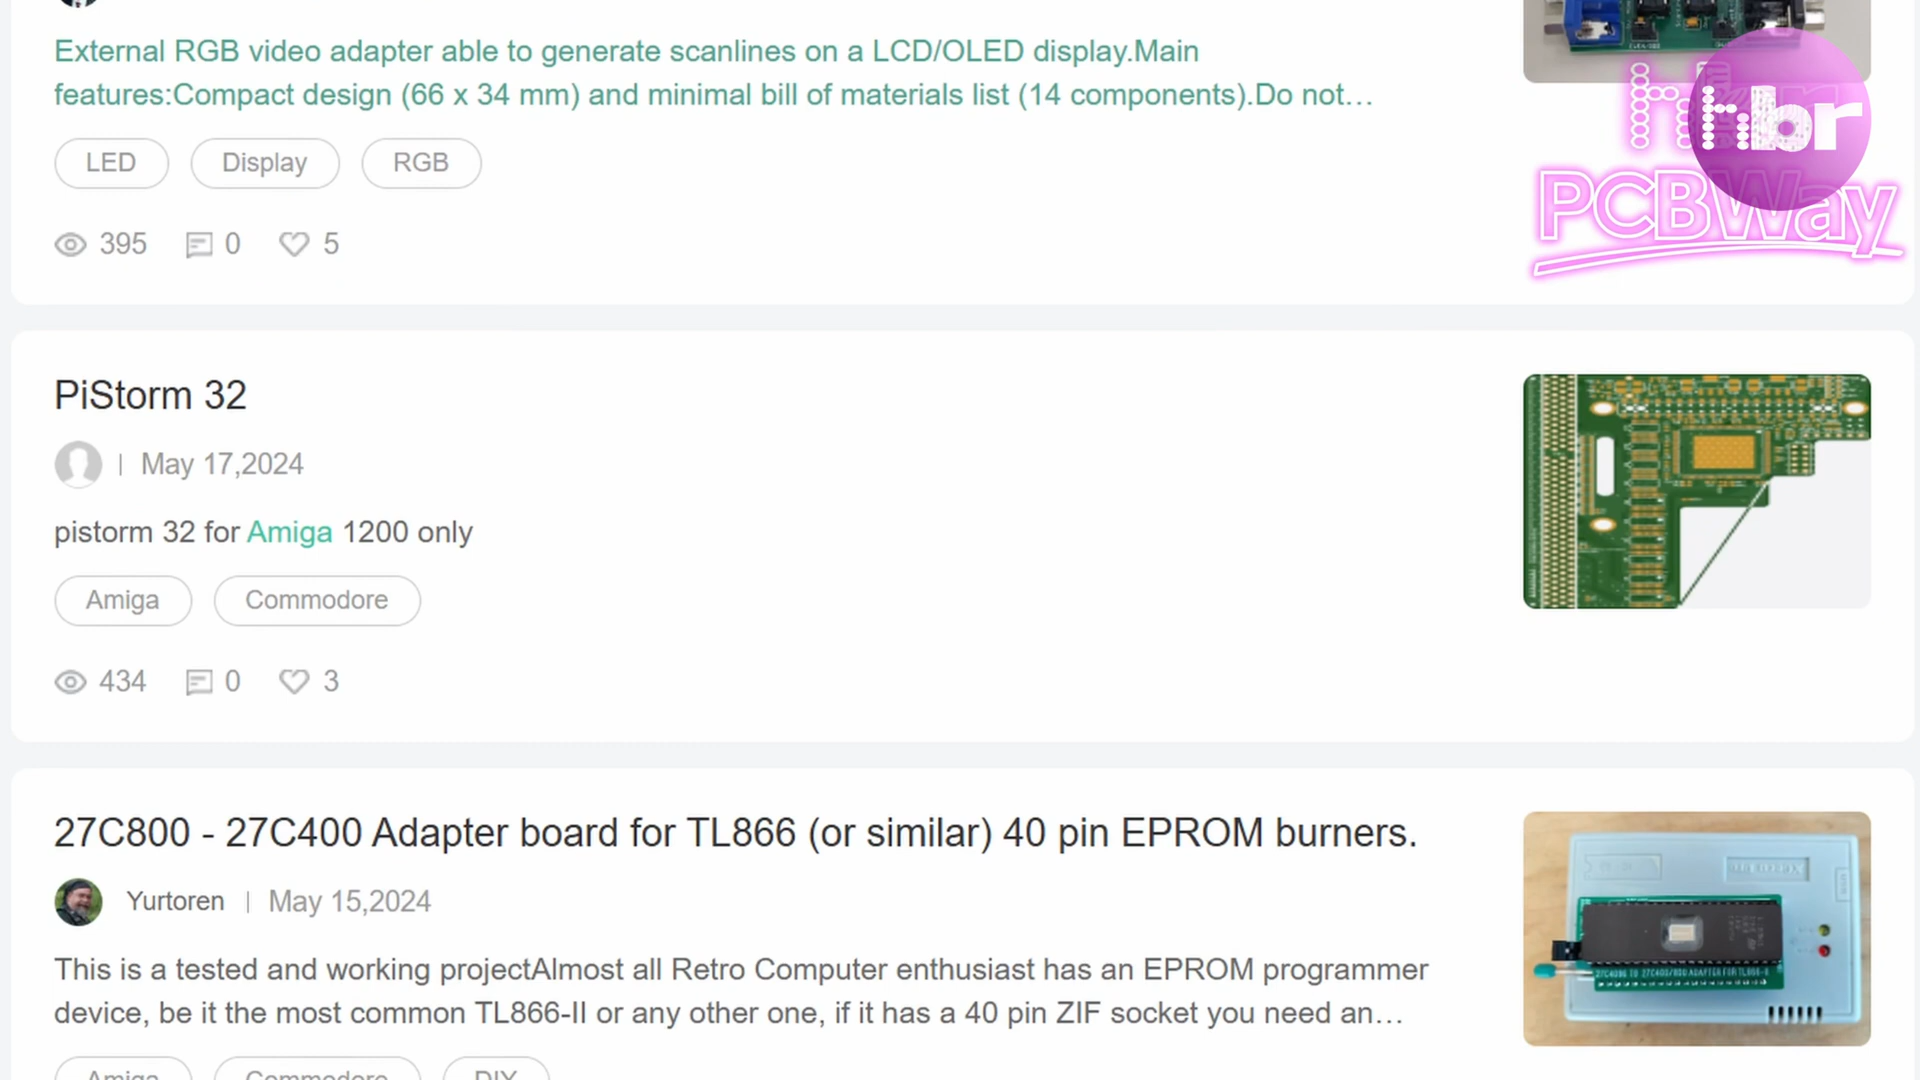 External RGB video adapter able to generate scanlines on a LCD/OLED display.Main
features:Compact design (66 x 34 mm) and minimal bill of materials list (14 components).Do not...
LED Display RGB
395 0 5
hbr
PCBWay
PiStorm 32
May 17,2024
pistorm 32 for Amiga 1200 only
Amiga Commodore
434 0 3
27C800 - 27C400 Adapter board for TL866 (or similar) 40 pin EPROM burners.
Yurtoren May 15,2024
This is a tested and working projectAlmost all Retro Computer enthusiast has an EPROM programmer
device, be it the most common TL866-II or any other one, if it has a 40 pin ZIF socket you need an...
Amiga Commodore DIY